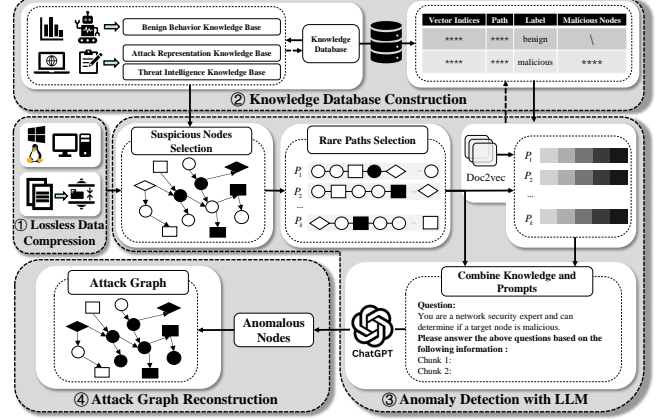 Benign Behavior Knowledge Base
Attack Representation Knowledge Base
Threat Intelligence Knowledge Base
Knowledge
Database
Vector Indices Path Label Malicious Nodes
**** **** benign \
**** **** malicious ****
② Knowledge Database Construction
① Lossless Data
Compression
Suspicious Nodes
Selection
Rare Paths Selection
P1
P2
...
Pk
Doc2vec
P1
P2
...
Pk
Combine Knowledge and
Prompts
Question:
You are a network security expert and can
determine if a target node is malicious.
Please answer the above questions based on the
following information :
Chunk 1:
Chunk 2:
③ Anomaly Detection with LLM
ChatGPT
Anomalous
Nodes
Attack Graph
④ Attack Graph Reconstruction